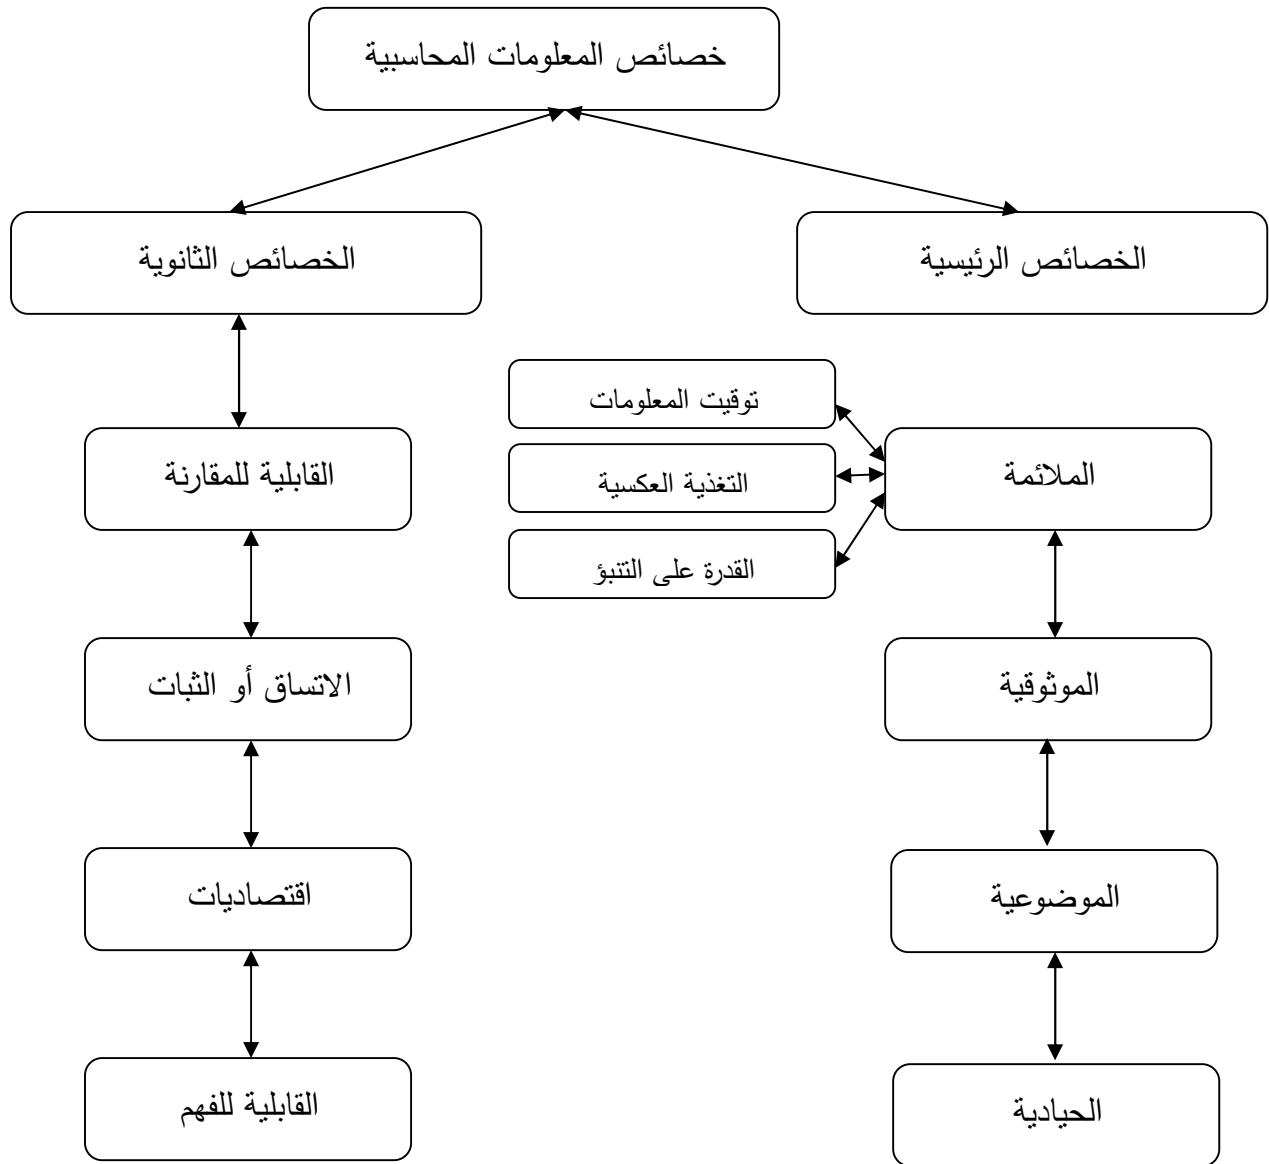 خصائص المعلومات المحاسبية
الخصائص الرئيسية
الخصائص الثانوية
توقيت المعلومات
الملائمة
القابلية للمقارنة
التغذية العكسية
القدرة على التنبؤ
الموثوقية
الاتساق أو الثبات
الموضوعية
اقتصاديات
الحيادية
القابلية للفهم